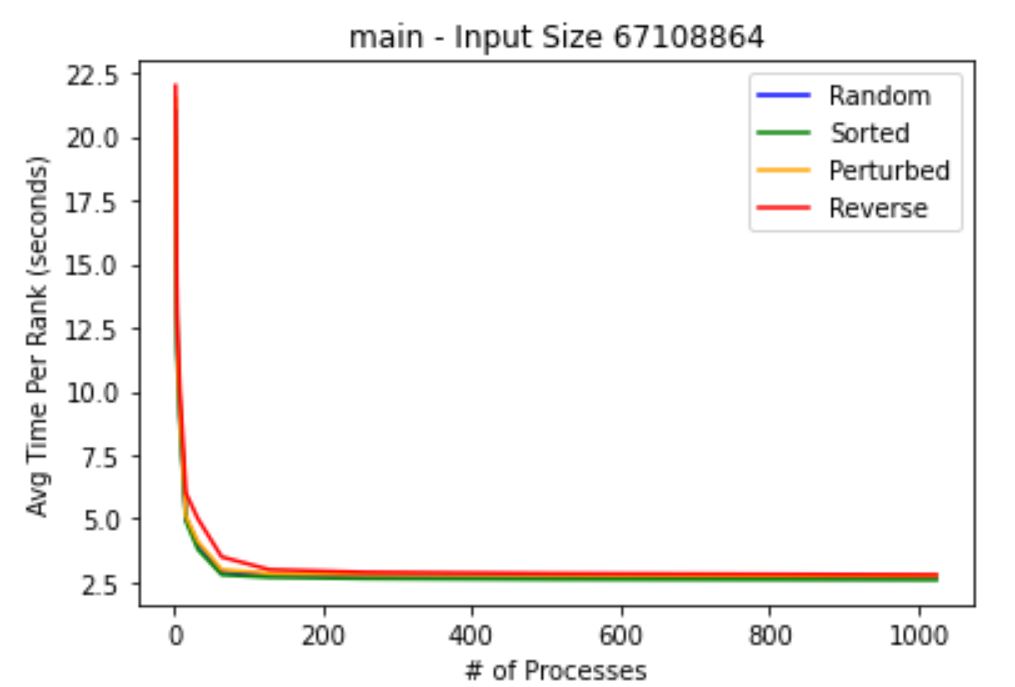 main - Input Size 67108864
Avg Time Per Rank (seconds)
22.5
20.0
17.5
15.0
12.5
10.0
7.5
5.0
2.5
Random
Sorted
Perturbed
Reverse
0 200 400 600 800 1000
# of Processes